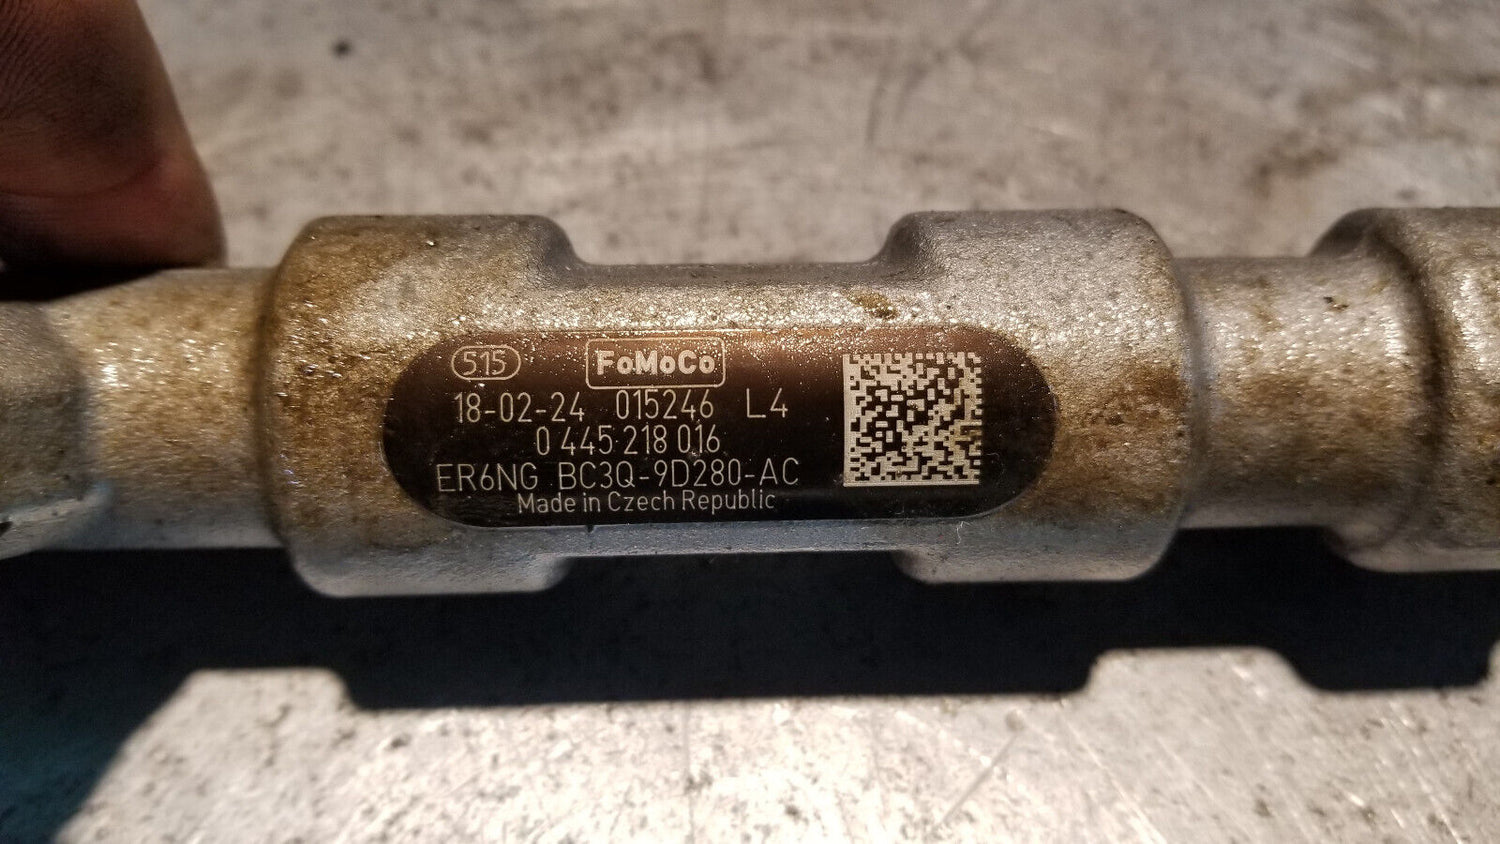 515 FoMoCo
18-02-24 015246 L4
0 445 218 016
ER6NG BC3Q-9D280-AC
Made in Czech Republic